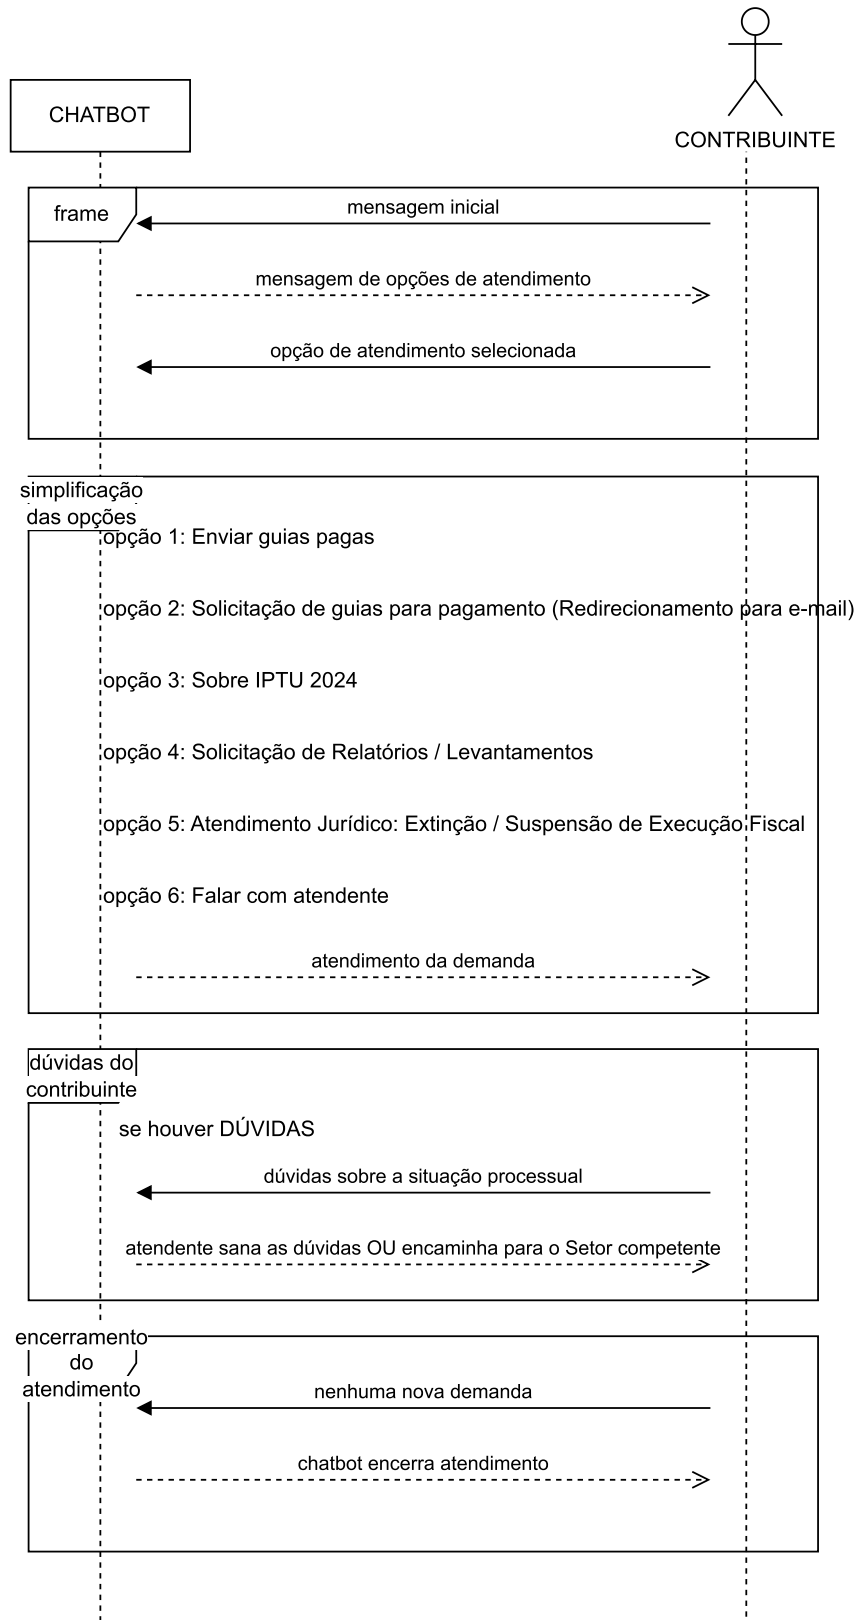 CHATBOT
CONTRIBUINTE
frame
mensagem inicial
mensagem de opções de atendimento
opção de atendimento selecionada
simplificação
das opções
opção 1: Enviar guias pagas
opção 2: Solicitação de guias para pagamento (Redirecionamento para e-mail)
opção 3: Sobre IPTU 2024
opção 4: Solicitação de Relatórios / Levantamentos
opção 5: Atendimento Jurídico: Extinção / Suspensão de Execução Fiscal
opção 6: Falar com atendente
atendimento da demanda
dúvidas do
contribuinte
se houver DÚVIDAS
dúvidas sobre a situação processual
atendente sana as dúvidas OU encaminha para o Setor competente
encerramento
do
atendimento
nenhuma nova demanda
chatbot encerra atendimento